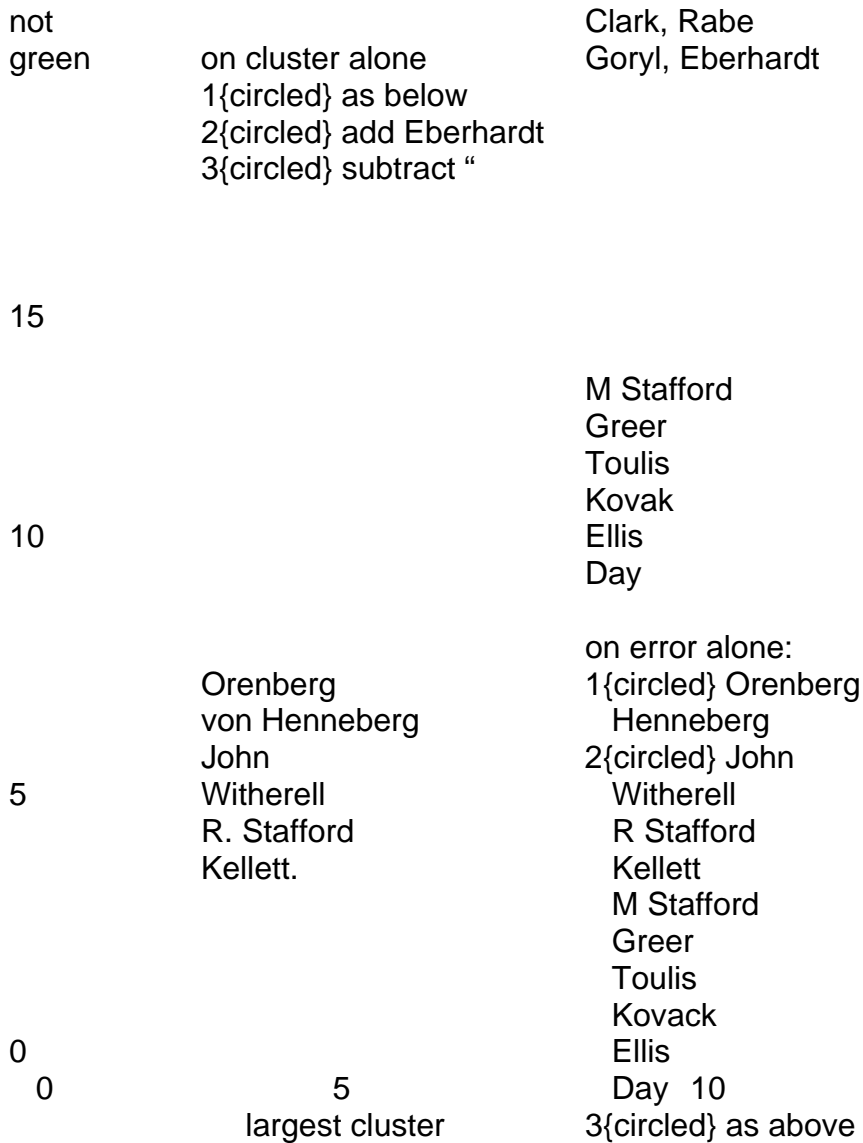 not Clark, Rabe
green on cluster alone Goryl, Eberhardt
1{circled} as below
2{circled} add Eberhardt
3{circled} subtract “
15
M Stafford
Greer
Toulis
Kovak
10 Ellis
Day
on error alone:
Orenberg 1{circled} Orenberg
von Henneberg Henneberg
John 2{circled} John
5 Witherell Witherell
R. Stafford R Stafford
Kellett. Kellett
M Stafford
Greer
Toulis
Kovack
0 Ellis
0 5 Day 10
largest cluster 3{circled} as above